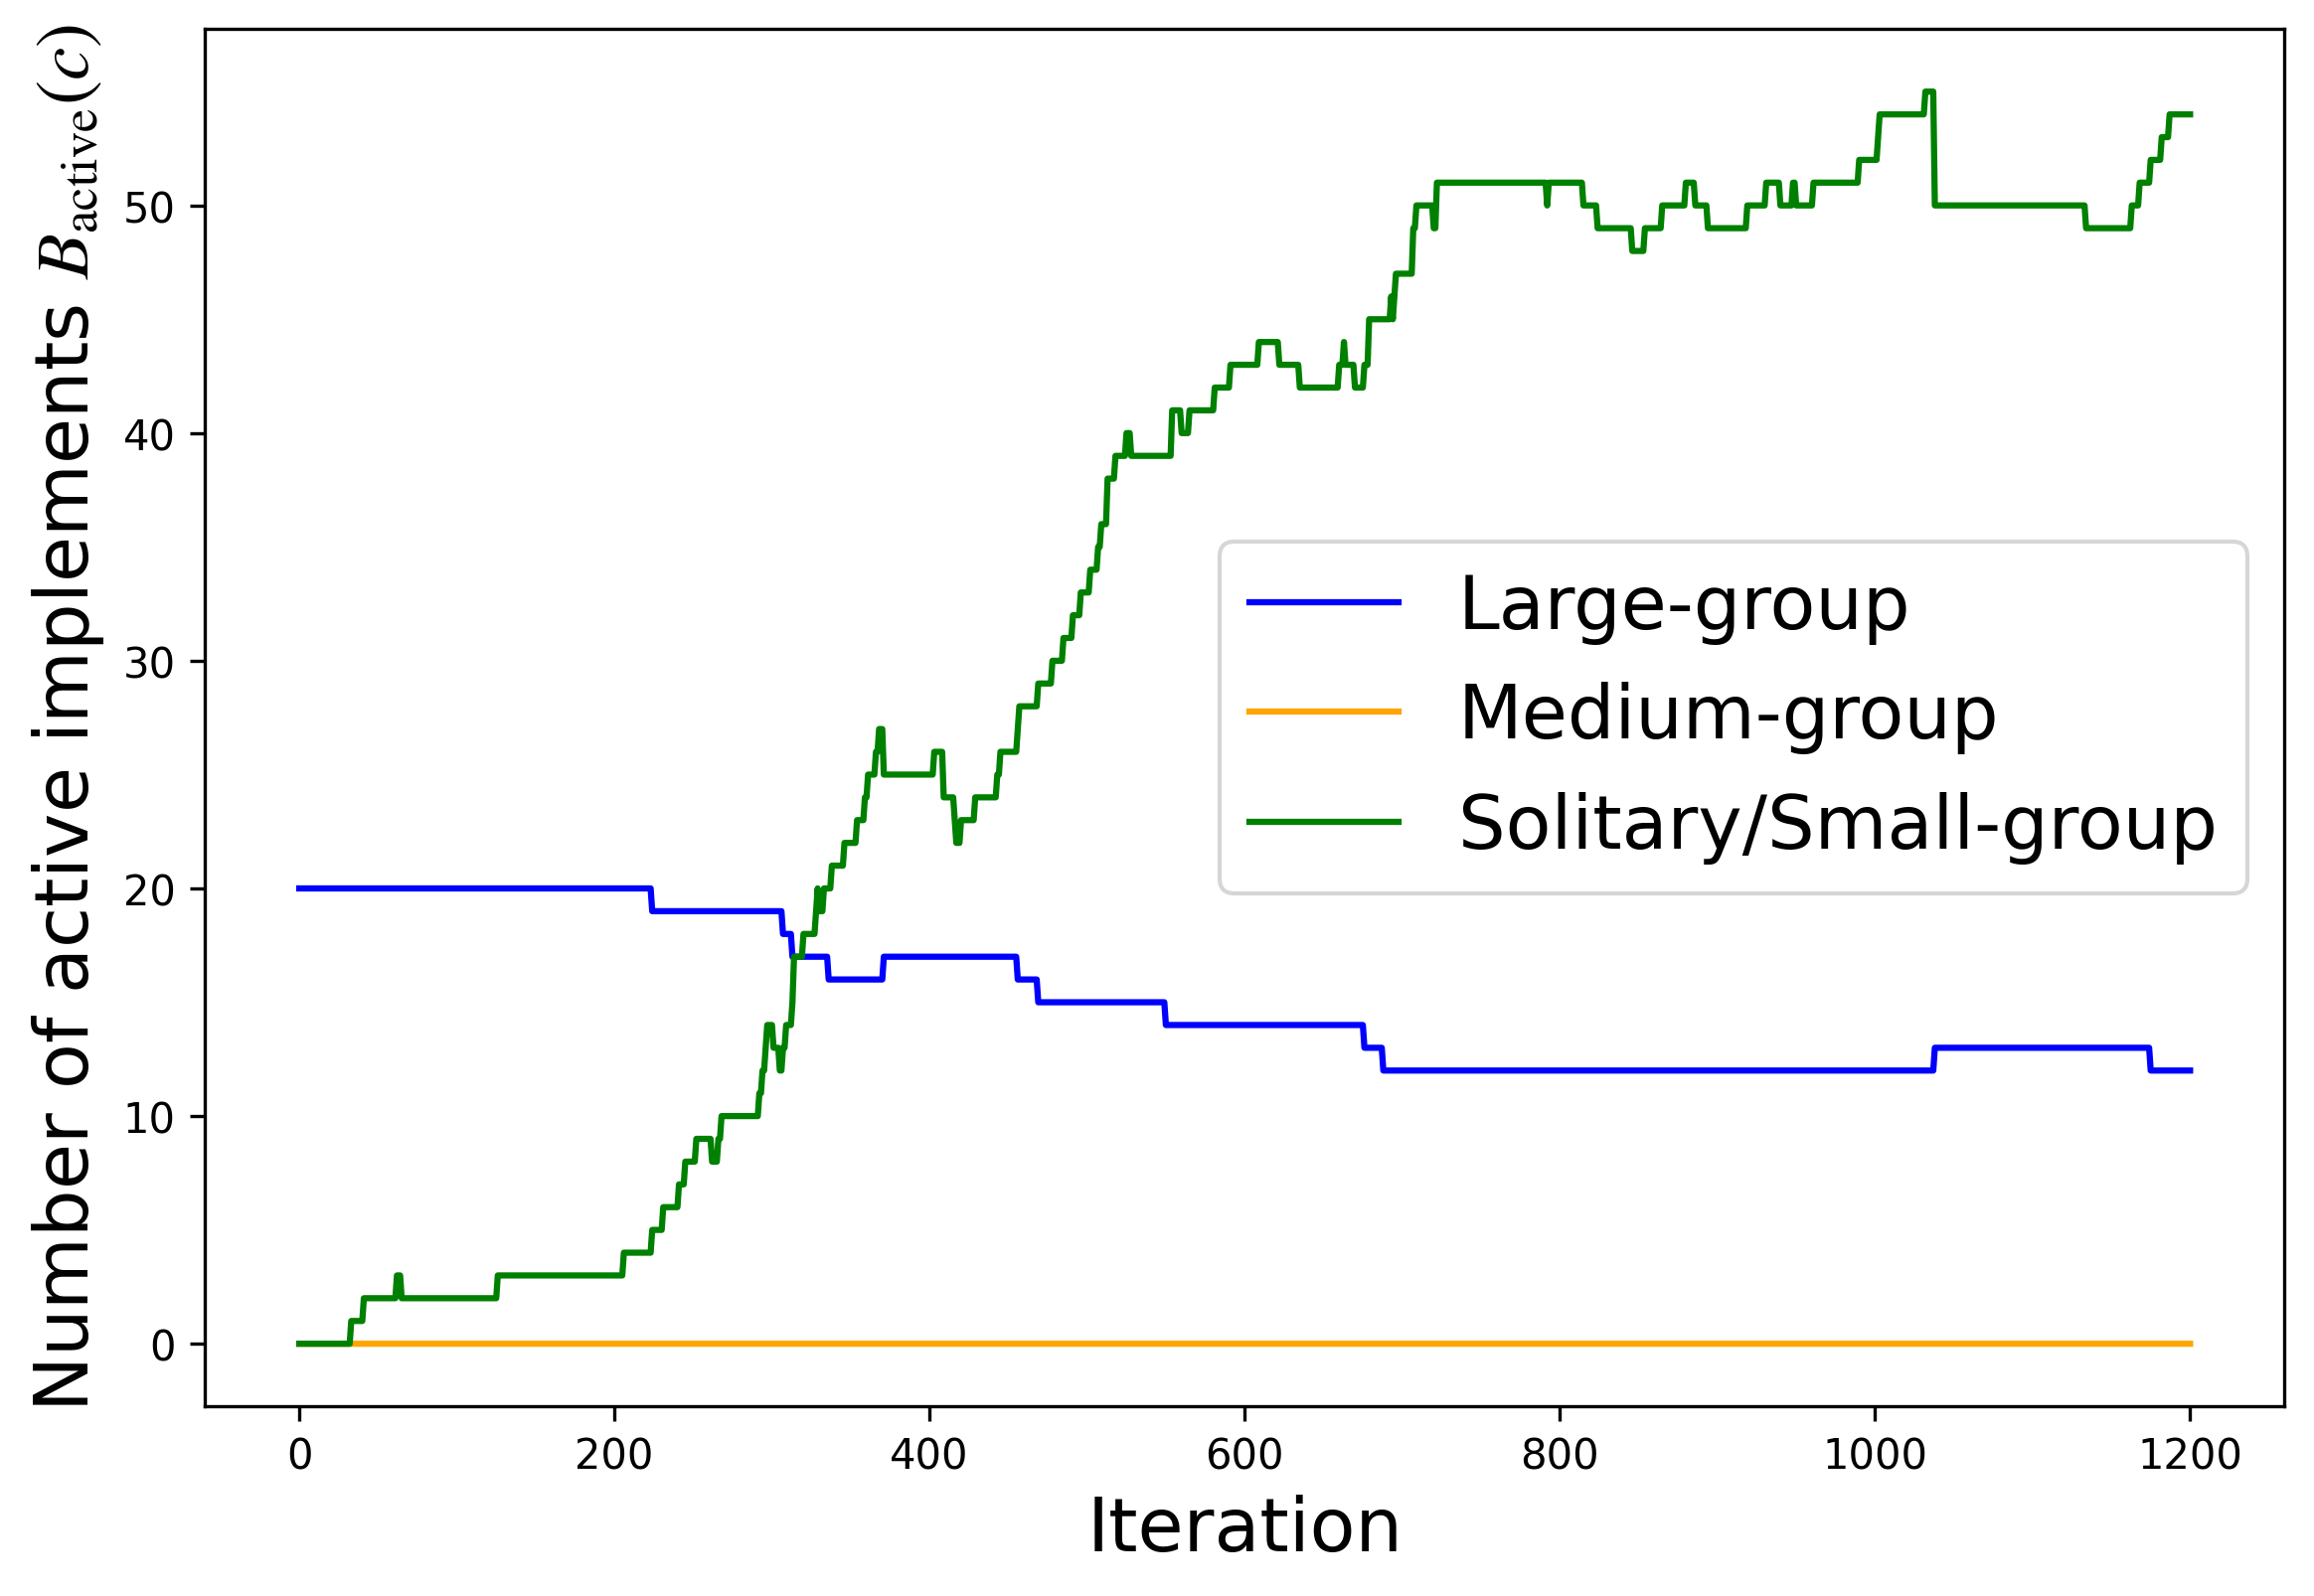 Number of active implements B_active(c)
50
40
30
20
10
0
Large-group
Medium-group
Solitary/Small-group
0 200 400 600 800 1000 1200
Iteration